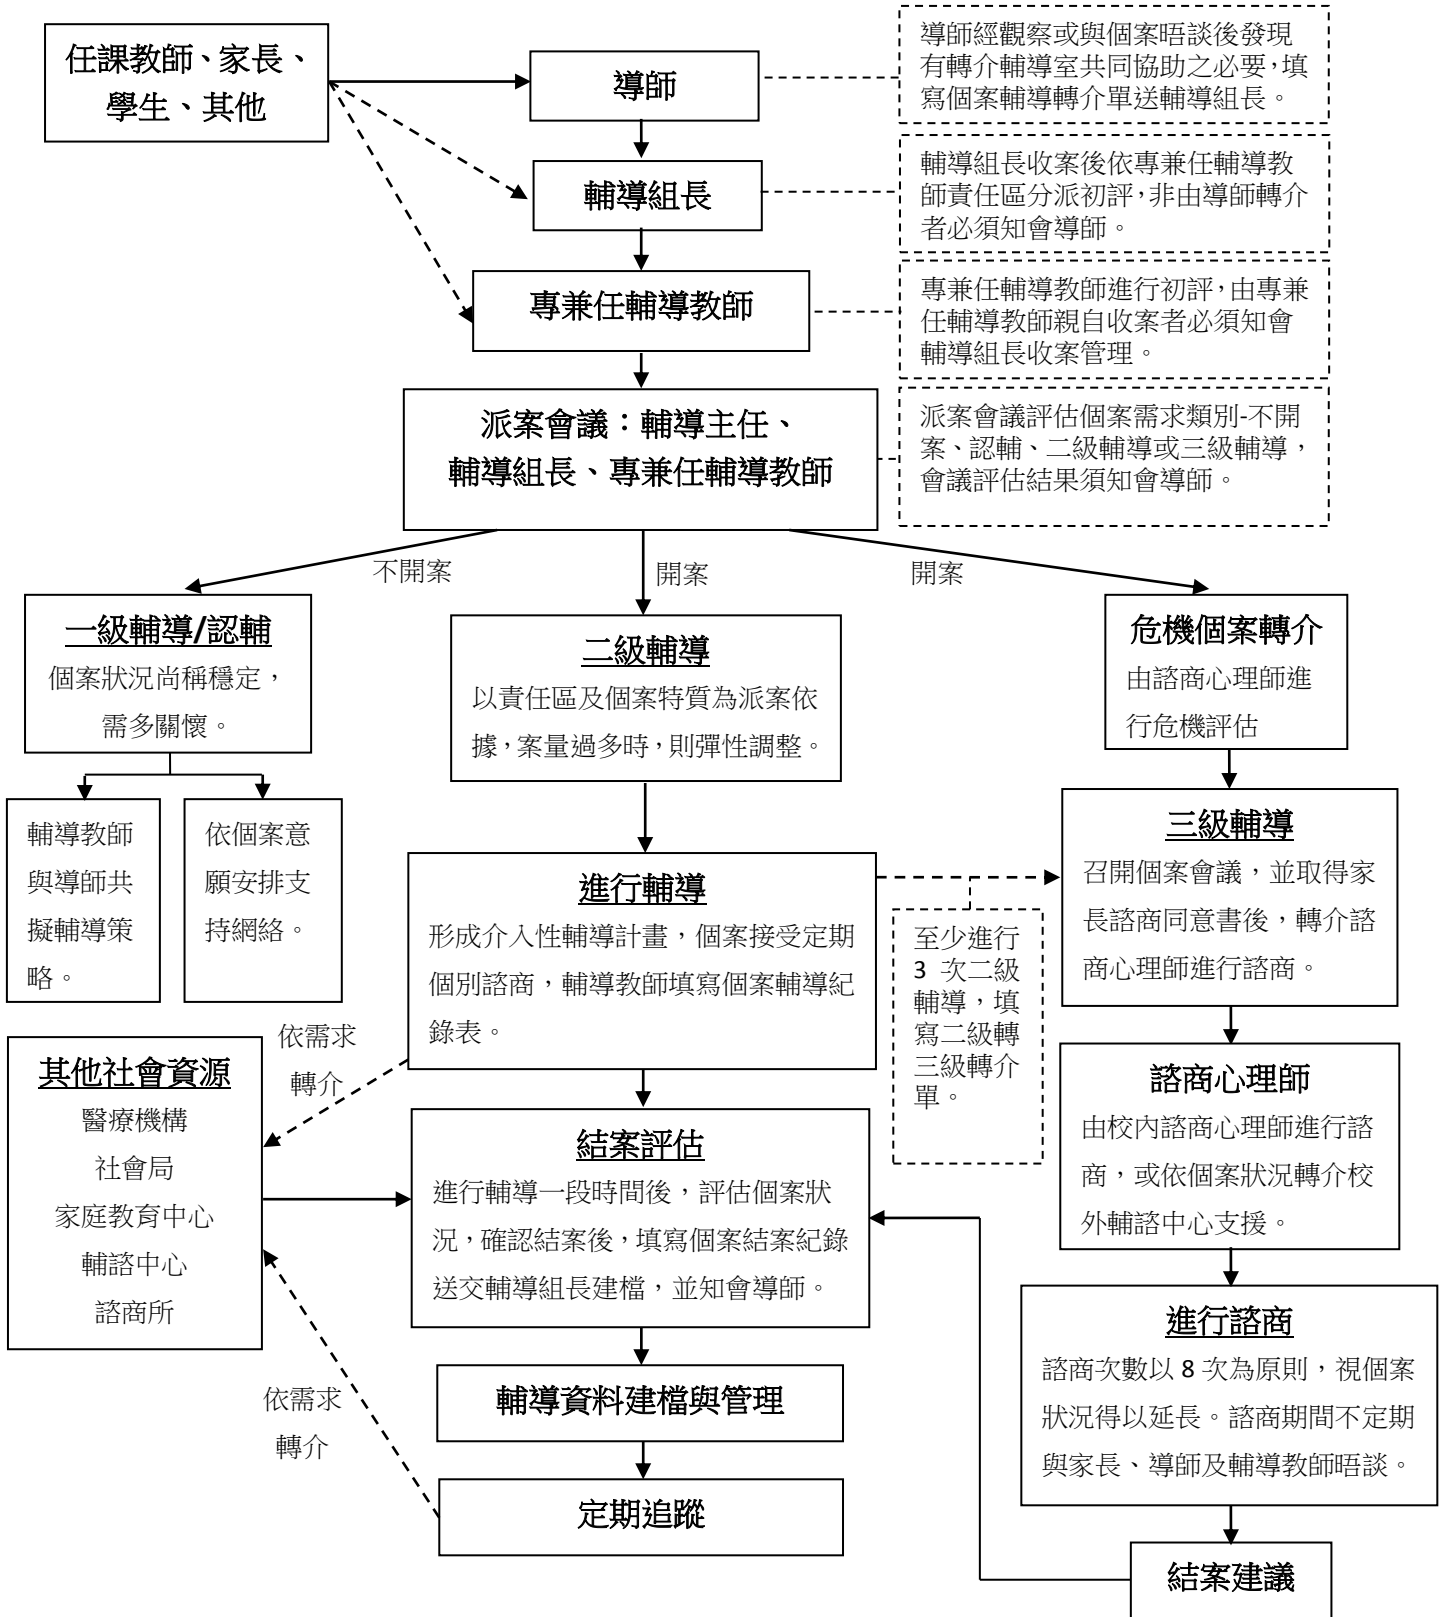 任課教師、家長、
學生、其他
導師
導師經觀察或與個案晤談後發現
有轉介輔導室共同協助之必要，填
寫個案輔導轉介單送輔導組長。
輔導組長
輔導組長收案後依專兼任輔導教
師責任區分派初評，非由導師轉介
者必須知會導師。
專兼任輔導教師
專兼任輔導教師進行初評，由專兼
任輔導教師親自收案者必須知會
輔導組長收案管理。
派案會議：輔導主任、
輔導組長、專兼任輔導教師
派案會議評估個案需求類別-不開
案、認輔、二級輔導或三級輔導，
會議評估結果須知會導師。
不開案
開案
開案
一級輔導/認輔
個案狀況尚稱穩定，
需多關懷。
二級輔導
以責任區及個案特質為派案依
據，案量過多時，則彈性調整。
危機個案轉介
由諮商心理師進
行危機評估
輔導教師
與導師共
擬輔導策
略。
依個案意
願安排支
持網絡。
進行輔導
形成介入性輔導計畫，個案接受定期
個別諮商，輔導教師填寫個案輔導紀
錄表。
三級輔導
召開個案會議，並取得家
長諮商同意書後，轉介諮
商心理師進行諮商。
至少進行
3 次二級
輔導，填
寫二級轉
三級轉介
單。
依需求
轉介
其他社會資源
醫療機構
社會局
家庭教育中心
輔諮中心
諮商所
結案評估
進行輔導一段時間後，評估個案狀
況，確認結案後，填寫個案結案紀錄
送交輔導組長建檔，並知會導師。
諮商心理師
由校內諮商心理師進行諮
商，或依個案狀況轉介校
外輔諮中心支援。
進行諮商
諮商次數以 8 次為原則，視個案
狀況得以延長。諮商期間不定期
與家長、導師及輔導教師晤談。
輔導資料建檔與管理
依需求
轉介
定期追蹤
結案建議